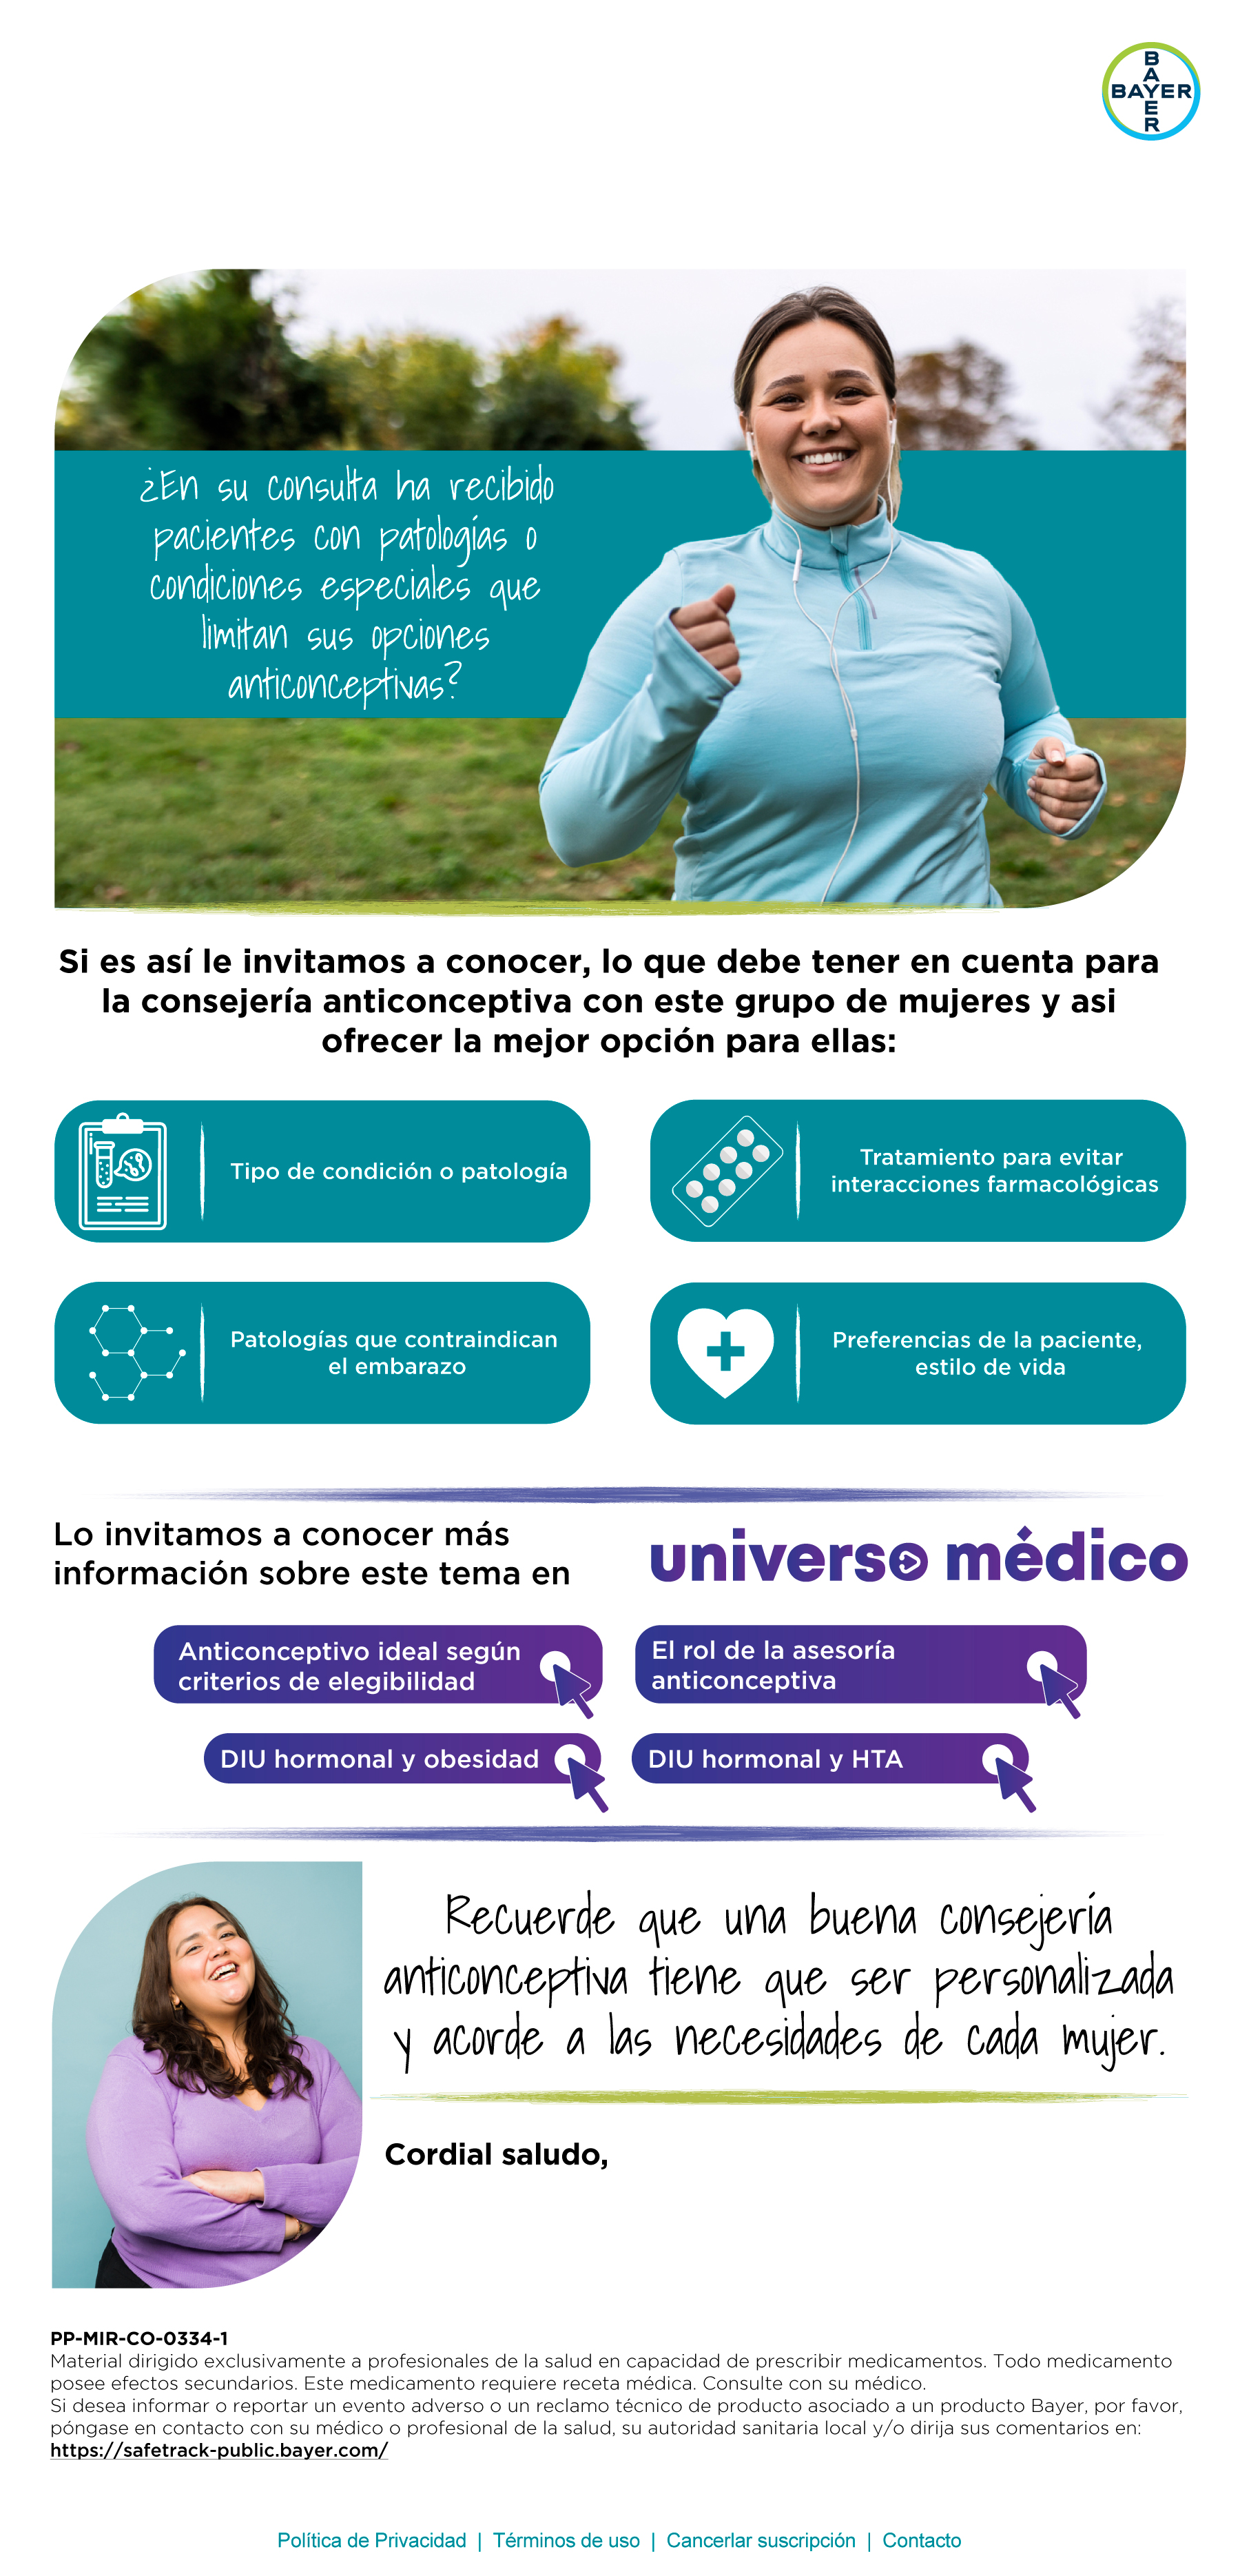 BAYER
BAYER
¿En su consulta ha recibido
pacientes con patologías o
condiciones especiales que
limitan sus opciones
anticonceptivas?
Si es así le invitamos a conocer, lo que debe tener en cuenta para
la consejería anticonceptiva con este grupo de mujeres y asi
ofrecer la mejor opción para ellas:
Tipo de condición o patología
Tratamiento para evitar
interacciones farmacológicas
Patologías que contraindican
el embarazo
Preferencias de la paciente,
estilo de vida
Lo invitamos a conocer más
información sobre este tema en
universo médico
Anticonceptivo ideal según
criterios de elegibilidad
El rol de la asesoría
anticonceptiva
DIU hormonal y obesidad
DIU hormonal y HTA
Recuerde que una buena consejería
anticonceptiva tiene que ser personalizada
y acorde a las necesidades de cada mujer.
Cordial saludo,
PP-MIR-CO-0334-1
Material dirigido exclusivamente a profesionales de la salud en capacidad de prescribir medicamentos. Todo medicamento
posee efectos secundarios. Este medicamento requiere receta médica. Consulte con su médico.
Si desea informar o reportar un evento adverso o un reclamo técnico de producto asociado a un producto Bayer, por favor,
póngase en contacto con su médico o profesional de la salud, su autoridad sanitaria local y/o dirija sus comentarios en:
https://safetrack-public.bayer.com/
Política de Privacidad | Términos de uso | Cancerlar suscripción | Contacto